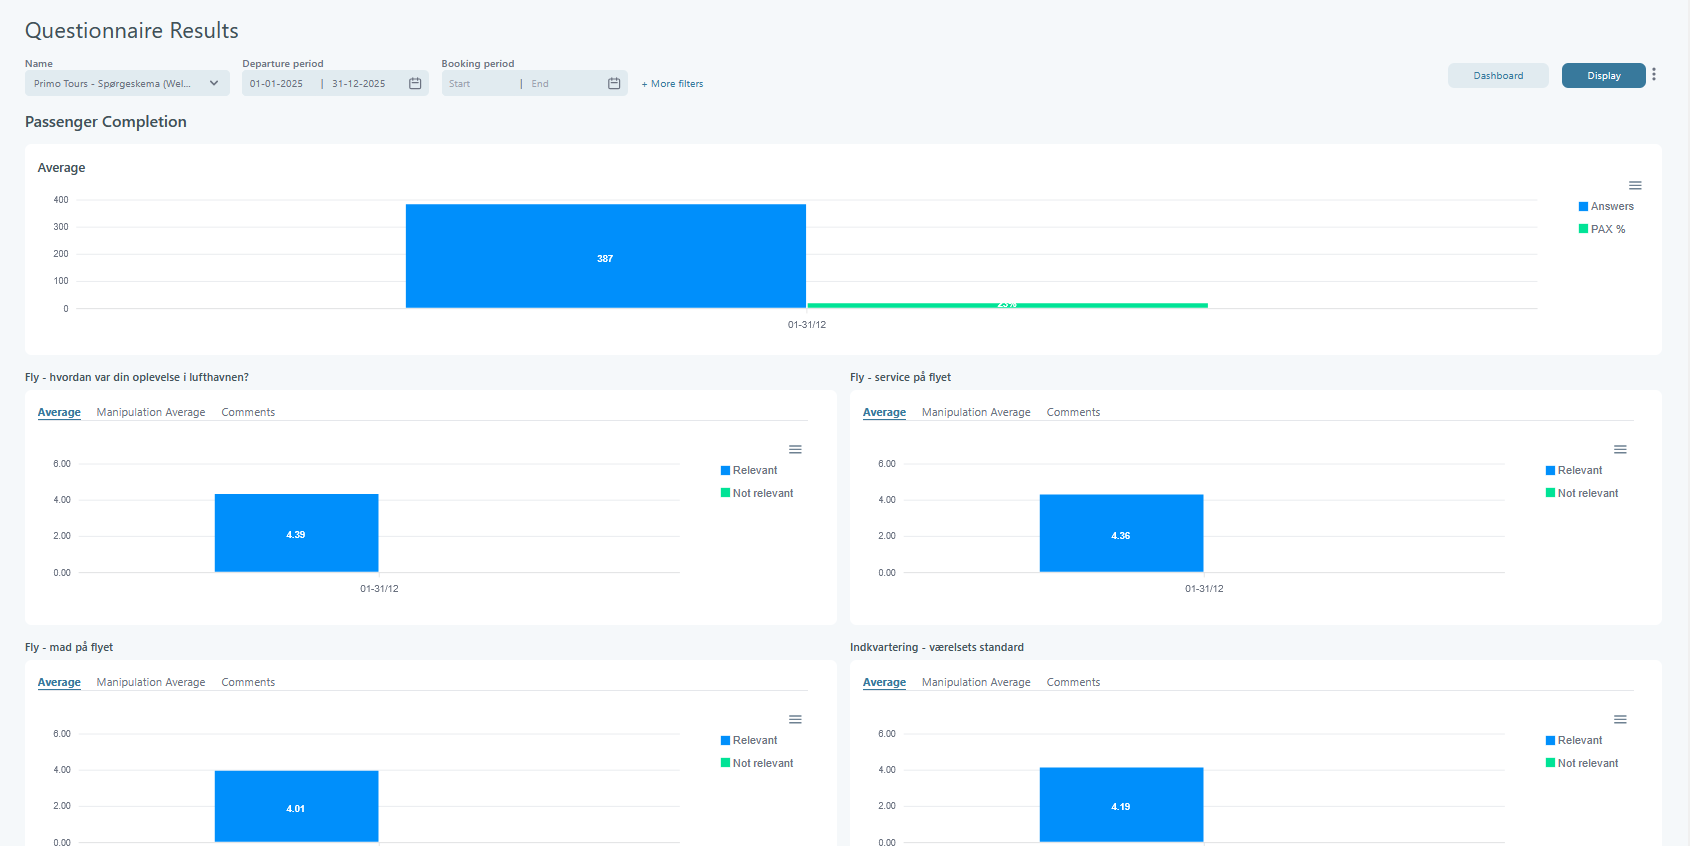 Questionnaire Results
Name
Departure period
Booking period
Primo Tours - Spørgeskema (Wel...
01-01-2025 | 31-12-2025
Start | End
+ More filters
Dashboard
Display
Passenger Completion
Average
400
300
200
100
0
387
23%
01-31/12
Answers
PAX %
Fly - hvordan var din oplevelse i lufthavnen?
Average Manipulation Average Comments
6.00
4.00
2.00
0.00
4.39
01-31/12
Relevant
Not relevant
Fly - service på flyet
Average Manipulation Average Comments
6.00
4.00
2.00
0.00
4.36
01-31/12
Relevant
Not relevant
Fly - mad på flyet
Average Manipulation Average Comments
6.00
4.00
2.00
0.00
4.01
Relevant
Not relevant
Indkvartering - værelsets standard
Average Manipulation Average Comments
6.00
4.00
2.00
0.00
4.19
Relevant
Not relevant